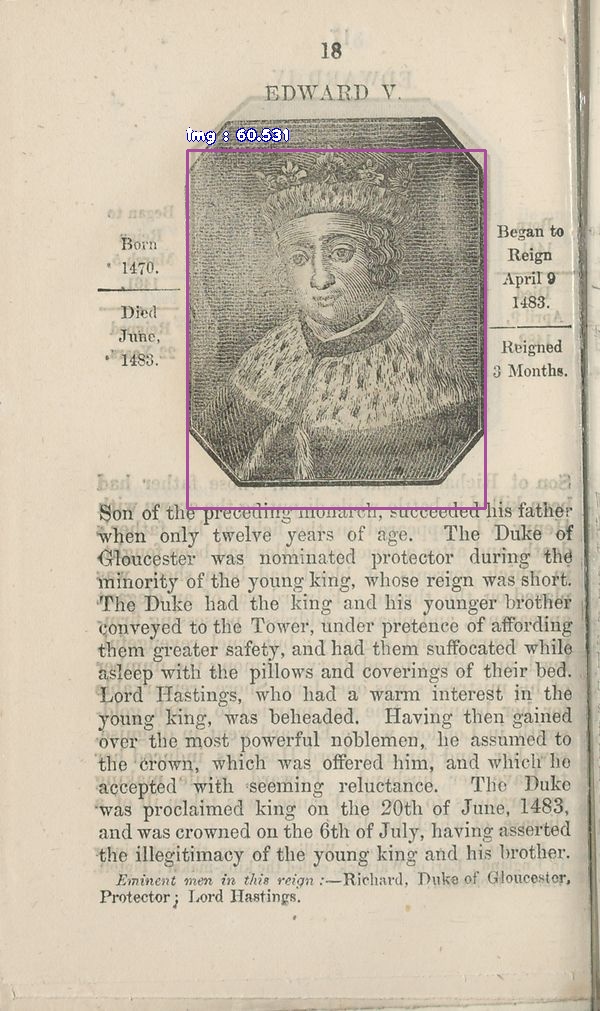 18
EDWARD V.
img : 60.531
Born
1470.
Died
June,
1483.
Began to
Reign
April 9
1483.
Reigned
3 Months.
Son of the preceding monarch, succeeded his father
when only twelve years of age. The Duke of
Gloucester was nominated protector during the
minority of the young king, whose reign was short.
The Duke had the king and his younger brother
conveyed to the Tower, under pretence of affording
them greater safety, and had them suffocated while
asleep with the pillows and coverings of their bed.
Lord Hastings, who had a warm interest in the
young king, was beheaded. Having then gained
over the most powerful noblemen, he assumed to
the crown, which was offered him, and which he
accepted with seeming reluctance. The Duke
was proclaimed king on the 20th of June, 1483,
and was crowned on the 6th of July, having asserted
the illegitimacy of the young king and his brother.
Eminent men in this reign :—Richard, Duke of Gloucester,
Protector; Lord Hastings.